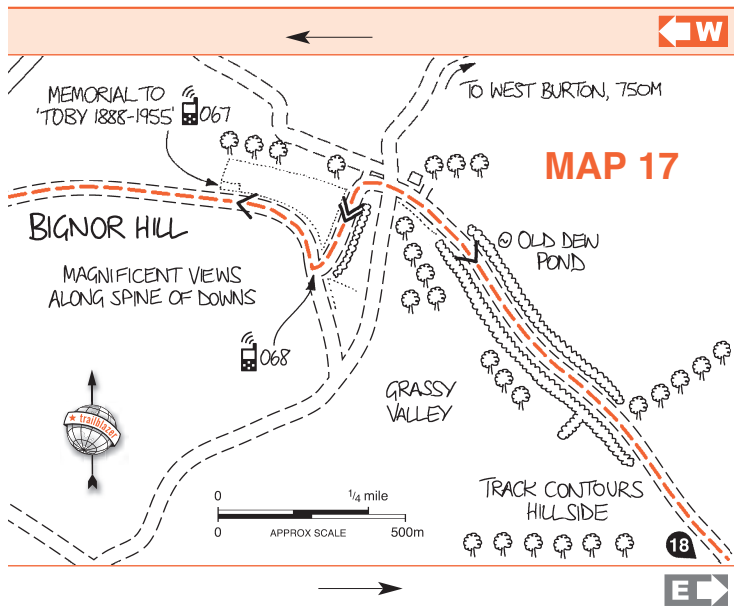 W
MEMORIAL TO
'TOBY 1888-1955' 067
TO WEST BURTON, 750M
MAP 17
BIGNOR HILL
MAGNIFICENT VIEWS
ALONG SPINE OF DOWNS
OLD DEW
POND
068
GRASSY
VALLEY
★ trailblazer
0 1/4 mile
0 APPROX SCALE 500m
TRACK CONTOURS
HILLSIDE
18
E